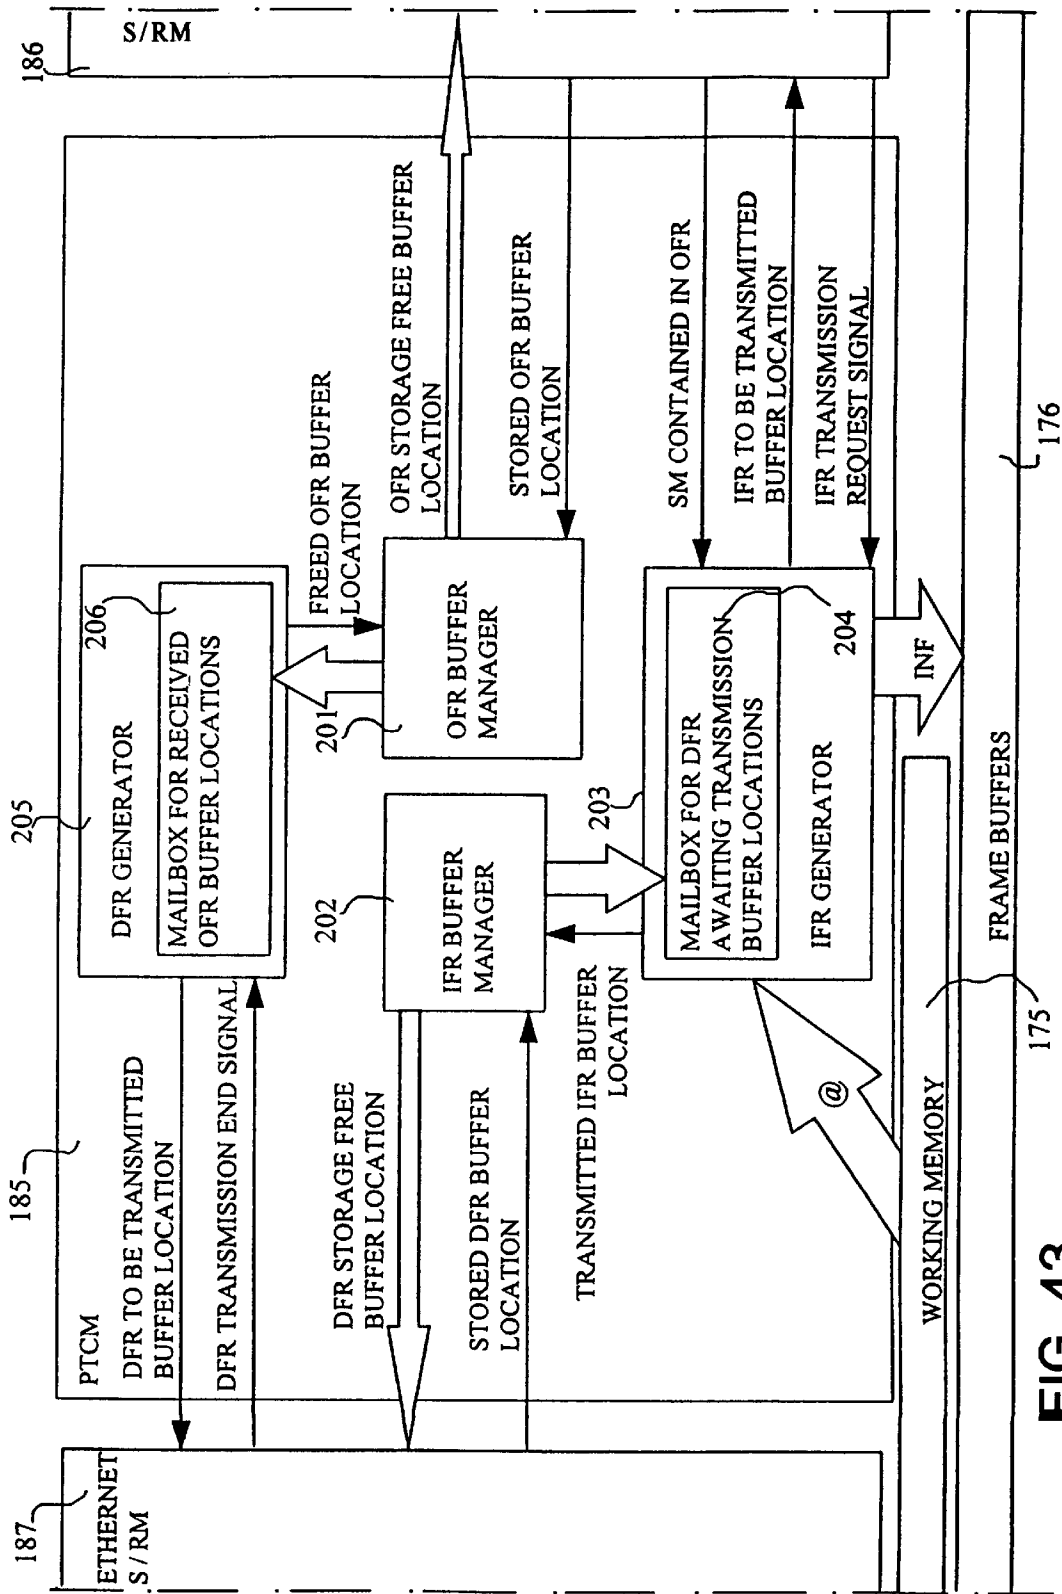 187
ETHERNET
S / RM
185
PTCM
DFR TO BE TRANSMITTED
BUFFER LOCATION
DFR TRANSMISSION END SIGNAL
205
DFR GENERATOR
206
MAILBOX FOR RECEIVED
OFR BUFFER LOCATIONS
186
S/RM
DFR STORAGE FREE
BUFFER LOCATION
STORED DFR BUFFER
LOCATION
202
IFR BUFFER
MANAGER
201
OFR BUFFER
MANAGER
FREED OFR BUFFER
LOCATION
OFR STORAGE FREE BUFFER
LOCATION
STORED OFR BUFFER
LOCATION
TRANSMITTED IFR BUFFER
LOCATION
203
MAILBOX FOR DFR
AWAITING TRANSMISSION
BUFFER LOCATIONS
204
IFR GENERATOR
SM CONTAINED IN OFR
IFR TO BE TRANSMITTED
BUFFER LOCATION
IFR TRANSMISSION
REQUEST SIGNAL
@
INF
WORKING MEMORY
FRAME BUFFERS
175
176
FIG. 43